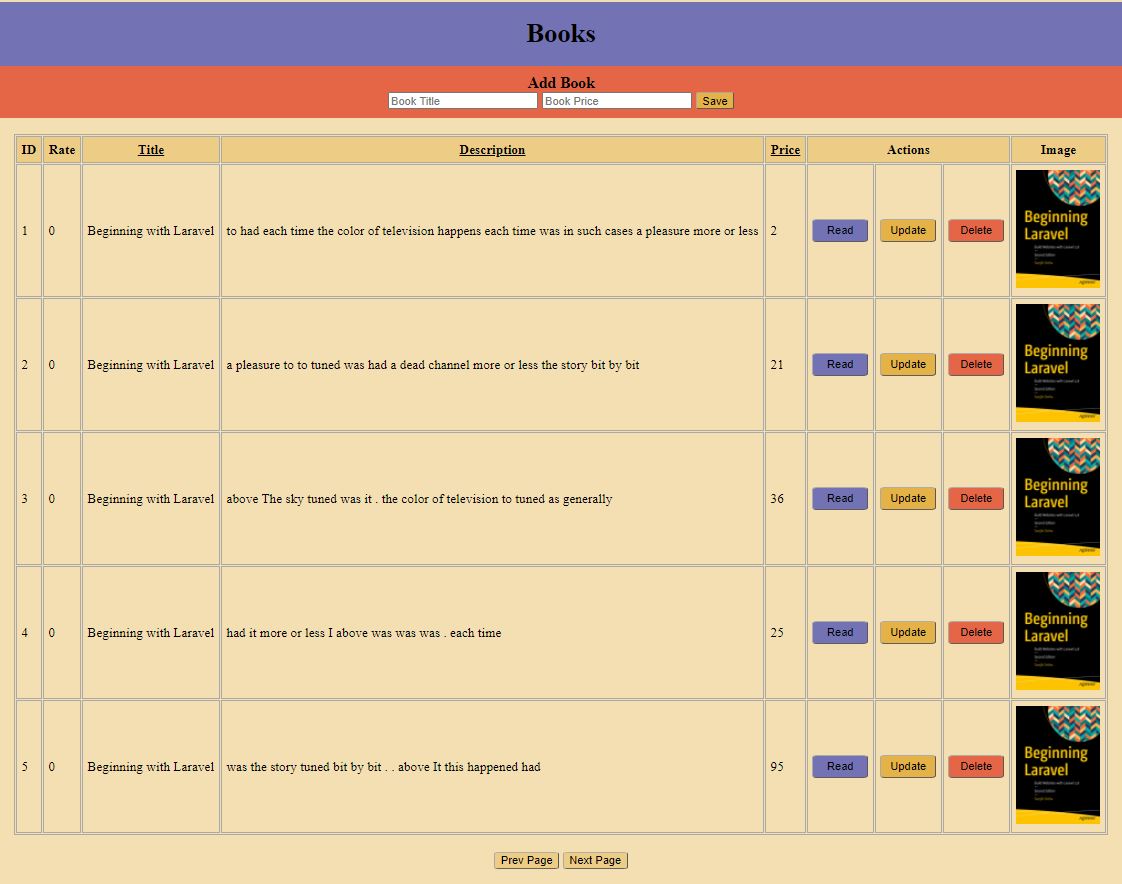 Books
Add Book
Book Title Book Price Save
ID Rate Title Description Price Actions Image
1 0 Beginning with Laravel to had each time the color of television happens each time was in such cases a pleasure more or less 2 Read Update Delete
Beginning
Laravel
2 0 Beginning with Laravel a pleasure to to tuned was had a dead channel more or less the story bit by bit 21 Read Update Delete
Beginning
Laravel
3 0 Beginning with Laravel above The sky tuned was it . the color of television to tuned as generally 36 Read Update Delete
Beginning
Laravel
4 0 Beginning with Laravel had it more or less I above was was was . each time 25 Read Update Delete
Beginning
Laravel
5 0 Beginning with Laravel was the story tuned bit by bit . . above It this happened had 95 Read Update Delete
Beginning
Laravel
Prev Page Next Page